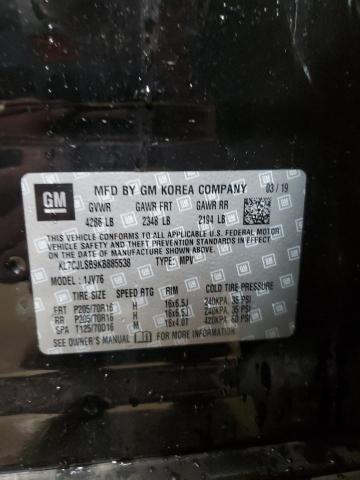 GM
MFD BY GM KOREA COMPANY 03/19
GVWR GAWR FRT GAWR RR
4286 LB 2348 LB 2194 LB
THIS VEHICLE CONFORMS TO ALL APPLICABLE U.S. FEDERAL MOTOR
VEHICLE SAFETY, BUMPER, AND THEFT PREVENTION STANDARDS IN
EFFECT ON THE DATE OF MANUFACTURE SHOWN ABOVE.
KL7CJLSB9KB885538 TYPE: MPV
MODEL : 1JV76
TIRE SIZE SPEED RTG RIM COLD TIRE PRESSURE
FRT P205/70R16 H 16x6.5J 240KPA, 35 PSI
RR P205/70R16 H 16x6.5J 240KPA, 35 PSI
SPA T125/70D16 M 16x4.0T 420KPA, 60 PSI
SEE OWNER'S MANUAL FOR MORE INFORMATION.